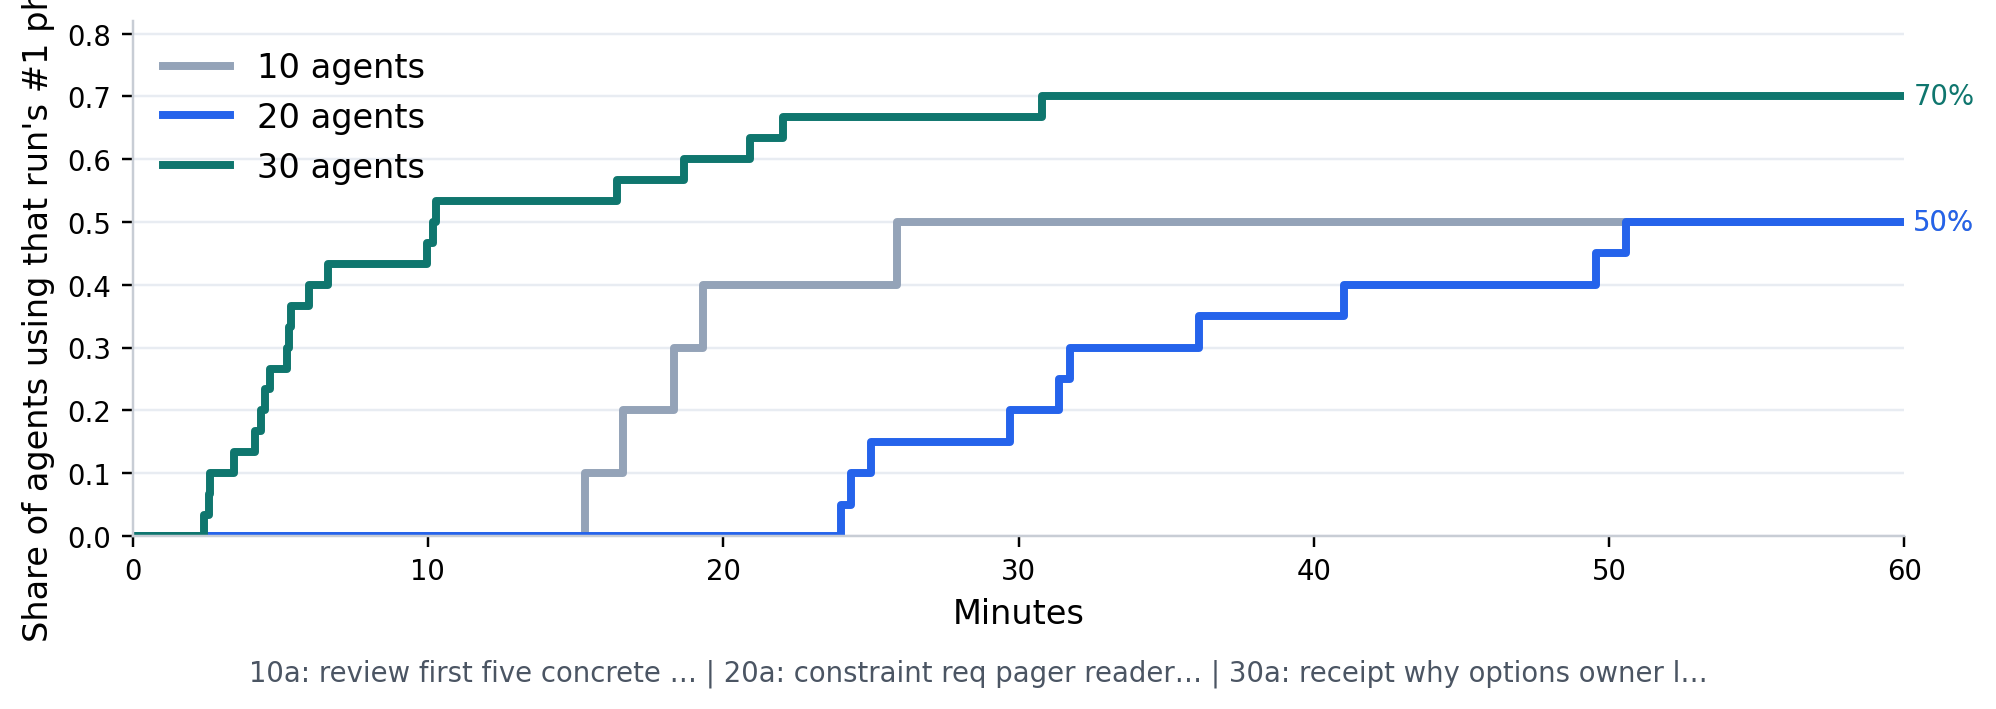 Share of agents using that run's #1
0.8
0.7
0.6
0.5
0.4
0.3
0.2
0.1
0.0
10 agents
20 agents
30 agents
70%
50%
0 10 20 30 40 50 60
Minutes
10a: review first five concrete ... | 20a: constraint req pager reader... | 30a: receipt why options owner l...